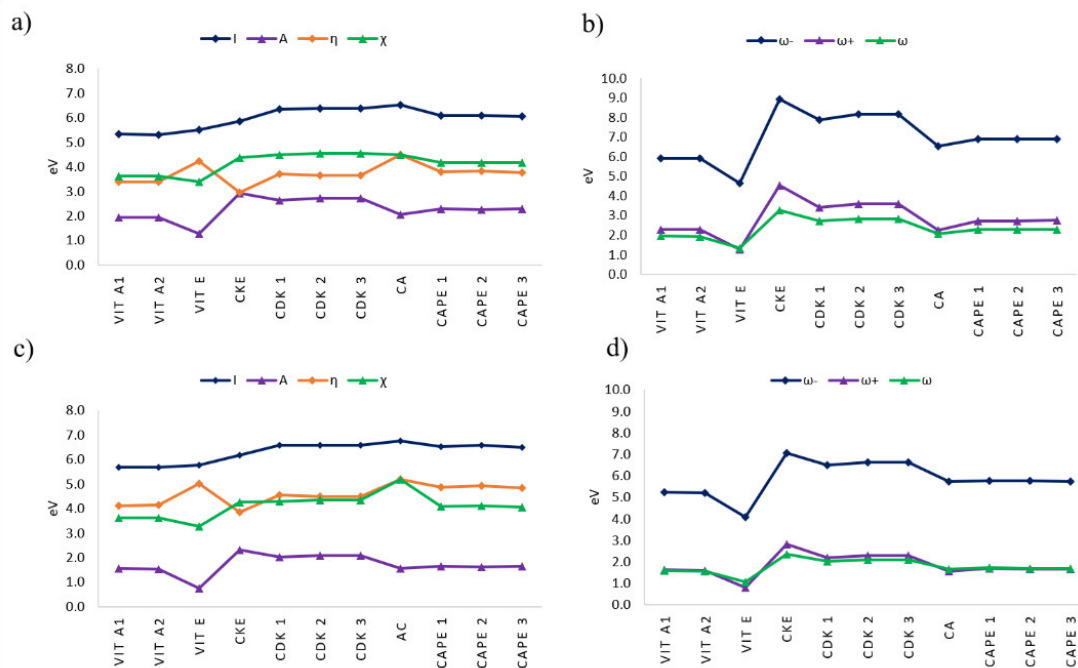 a)
I A η χ
8.0
7.0
6.0
5.0
4.0
3.0
2.0
1.0
0.0
eV
VIT A1
VIT A2
VIT E
CKE
CDK 1
CDK 2
CDK 3
CA
CAPE 1
CAPE 2
CAPE 3
b)
ω- ω+ ω
10.0
9.0
8.0
7.0
6.0
5.0
4.0
3.0
2.0
1.0
0.0
eV
VIT A1
VIT A2
VIT E
CKE
CDK 1
CDK 2
CDK 3
CA
CAPE 1
CAPE 2
CAPE 3
c)
I A η χ
8.0
7.0
6.0
5.0
4.0
3.0
2.0
1.0
0.0
eV
VIT A1
VIT A2
VIT E
CKE
CDK 1
CDK 2
CDK 3
AC
CAPE 1
CAPE 2
CAPE 3
d)
ω- ω+ ω
10.0
9.0
8.0
7.0
6.0
5.0
4.0
3.0
2.0
1.0
0.0
eV
VIT A1
VIT A2
VIT E
CKE
CDK 1
CDK 2
CDK 3
CA
CAPE 1
CAPE 2
CAPE 3